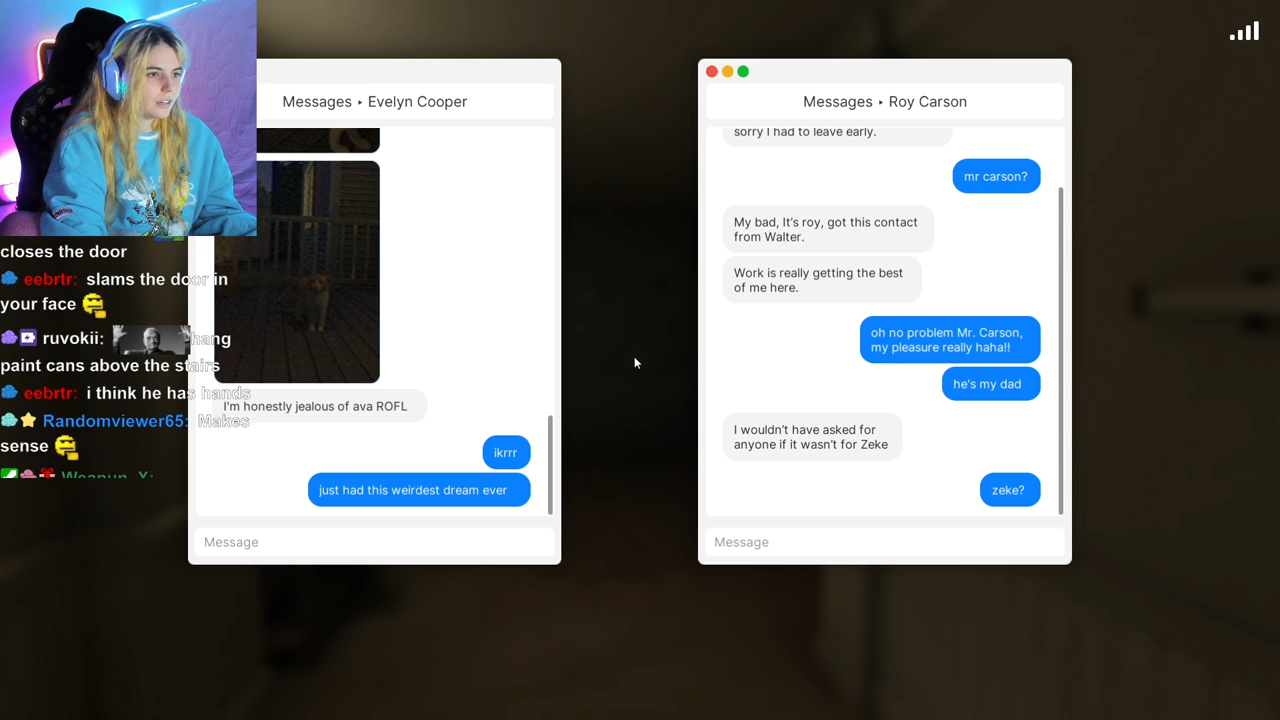 Messages ‣ Evelyn Cooper
I'm honestly jealous of ava ROFL
ikrrr
just had this weirdest dream ever
Message
Messages ‣ Roy Carson
sorry I had to leave early.
mr carson?
My bad, It's roy, got this contact
from Walter.
Work is really getting the best
of me here.
oh no problem Mr. Carson,
my pleasure really haha!!
he's my dad
I wouldn't have asked for
anyone if it wasn't for Zeke
zeke?
Message
closes the door
eebrtr: slams the door in
your face
ruvokii: hang
paint cans above the stairs
eebrtr: i think he has hands
Randomviewer65: Makes
sense